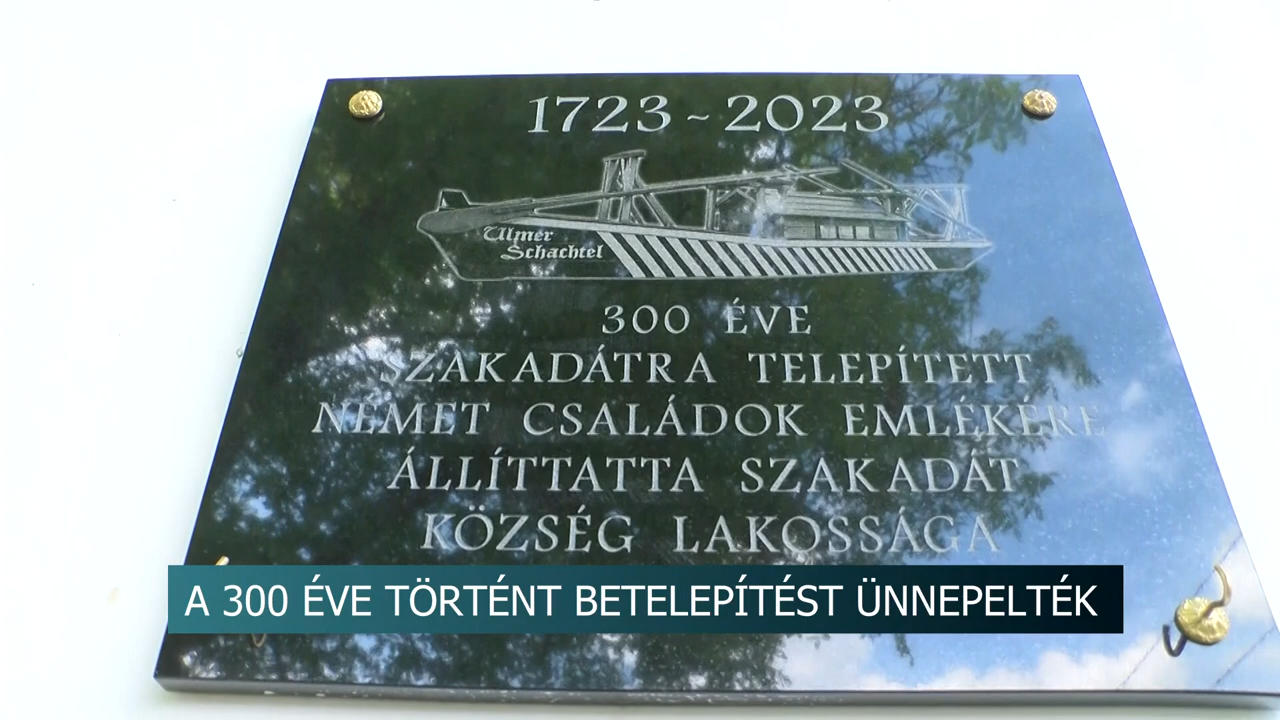 1723 ~ 2023
Ulmer
Schachtel
300 ÉVE
SZAKADÁTRA TELEPÍTETT
NÉMET CSALÁDOK EMLÉKÉRE
ÁLLÍTTATTA SZAKADÁT
KÖZSÉG LAKOSSÁGA
A 300 ÉVE TÖRTÉNT BETELEPÍTÉST ÜNNEPELTÉK